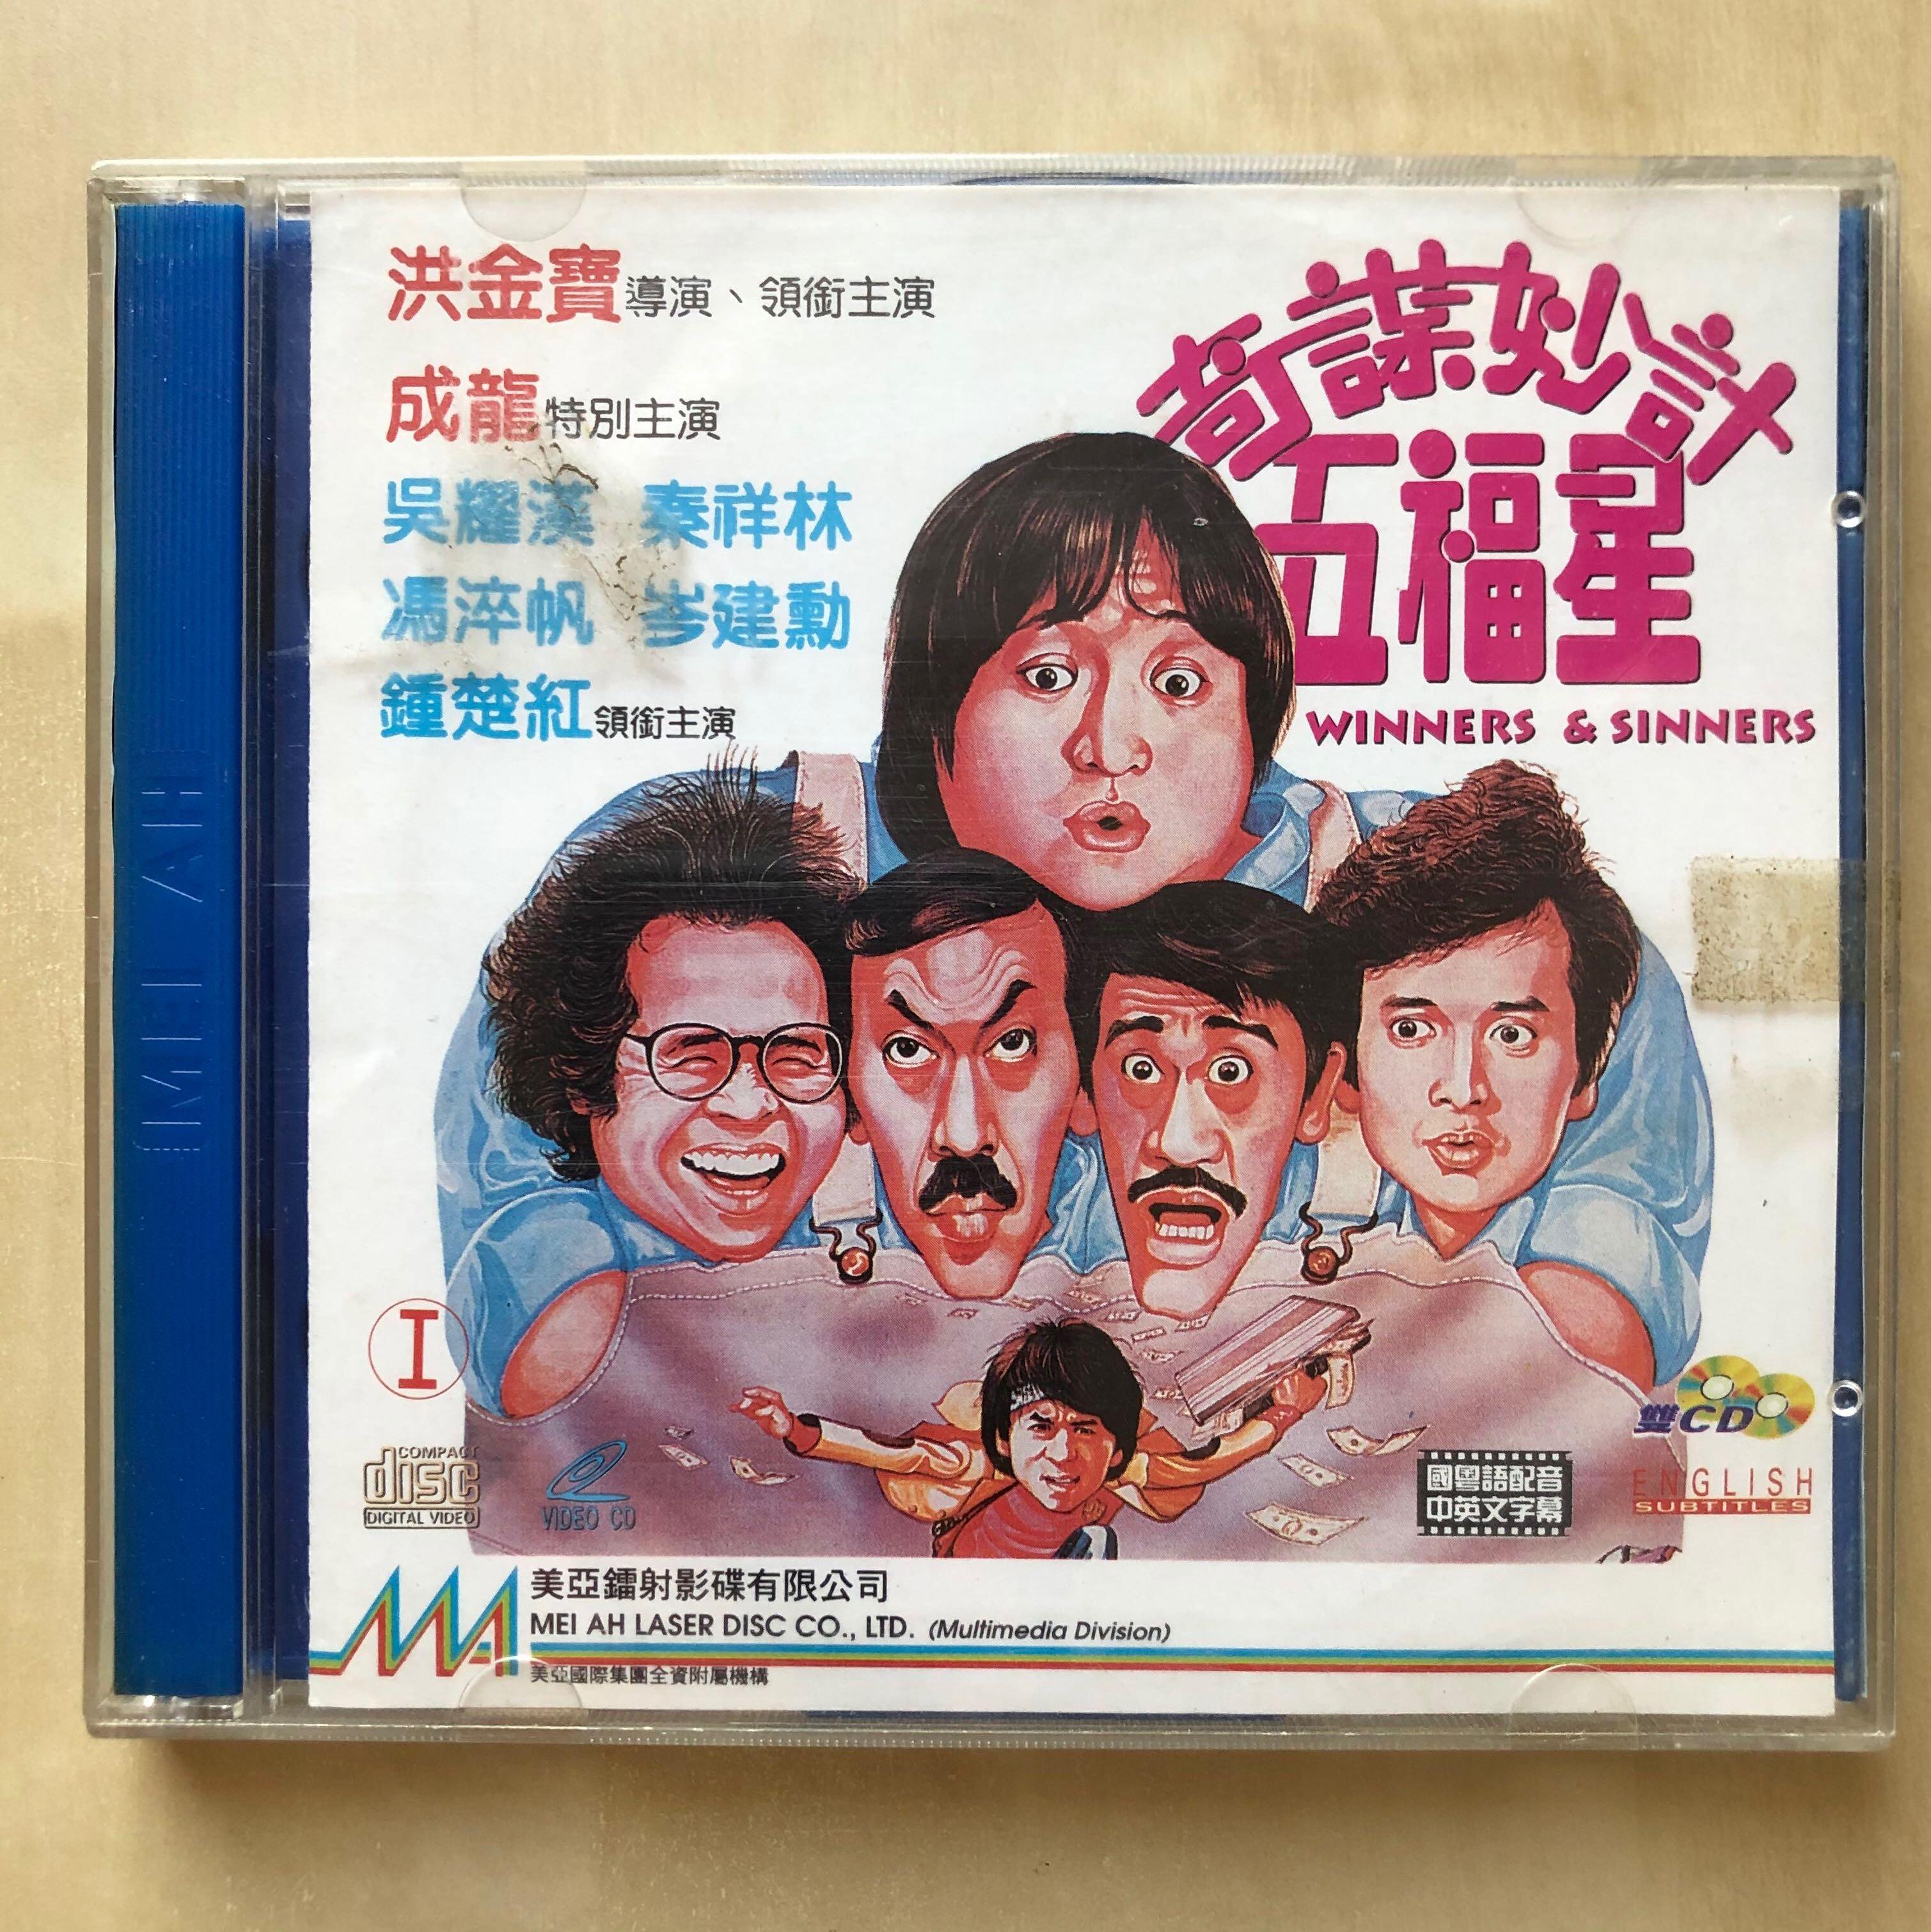 洪金寶導演、領銜主演
成龍特別主演
吳耀漢 秦祥林
馮淬帆 岑建勳
鍾楚紅領銜主演
奇謀妙計
五福星
WINNERS & SINNERS
MEI AH
I
雙CD
COMPACT
disc
DIGITAL VIDEO
VIDEO CD
國粵語配音
中英文字幕
ENGLISH
SUBTITLES
MA
美亞鐳射影碟有限公司
MEI AH LASER DISC CO., LTD. (Multimedia Division)
美亞國際集團全資附屬機構